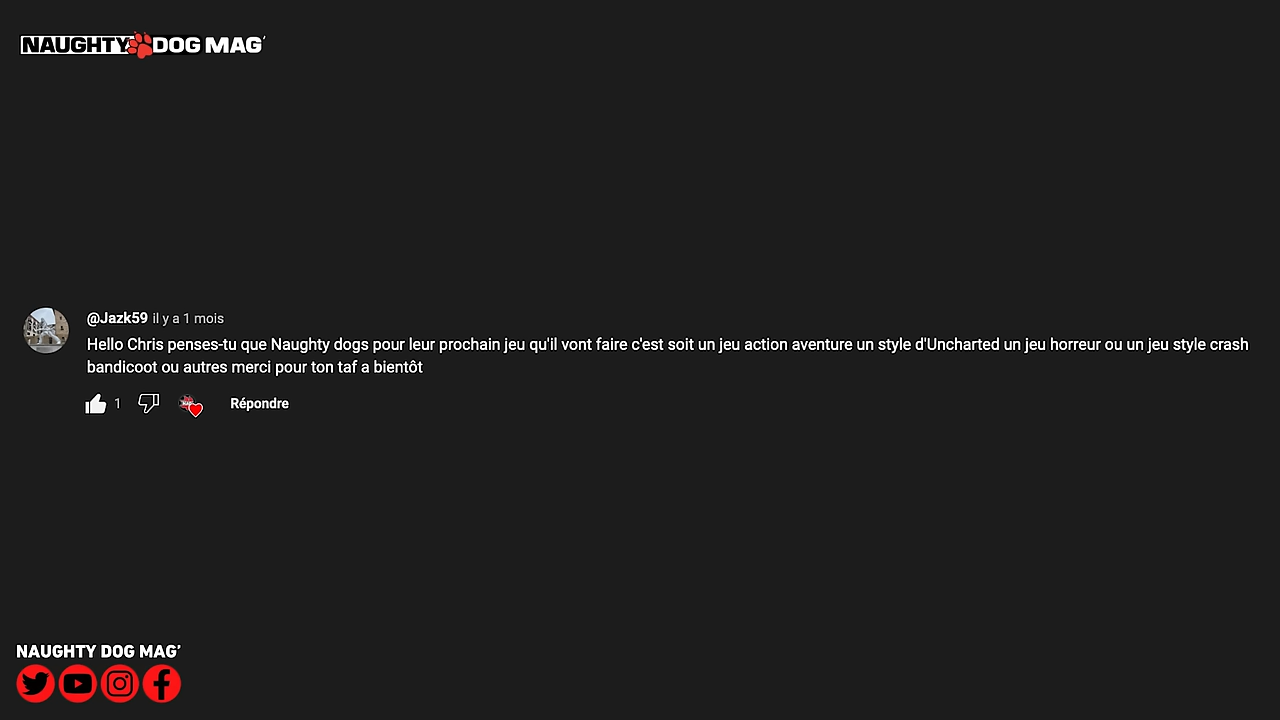 NAUGHTY DOG MAG'
@Jazk59 il y a 1 mois
Hello Chris penses-tu que Naughty dogs pour leur prochain jeu qu'il vont faire c'est soit un jeu action aventure un style d'Uncharted un jeu horreur ou un jeu style crash
bandicoot ou autres merci pour ton taf a bientôt
1 Répondre
NAUGHTY DOG MAG'